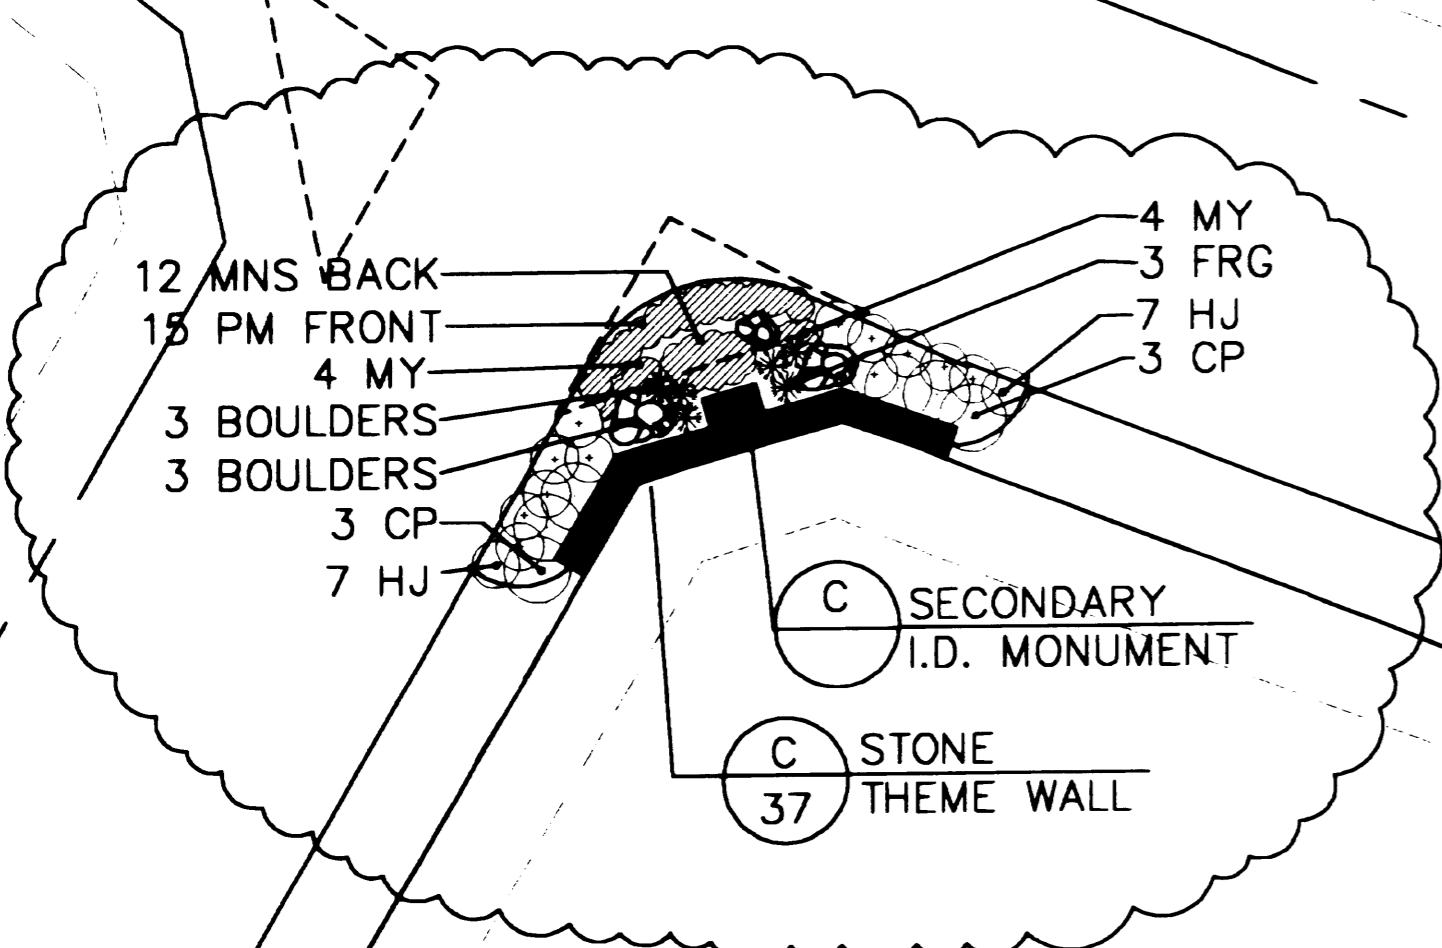 12 MNS BACK
15 PM FRONT
4 MY
3 BOULDERS
3 BOULDERS
3 CP
7 HJ
4 MY
3 FRG
7 HJ
3 CP
C
SECONDARY
I.D. MONUMENT
C
37
STONE
THEME WALL